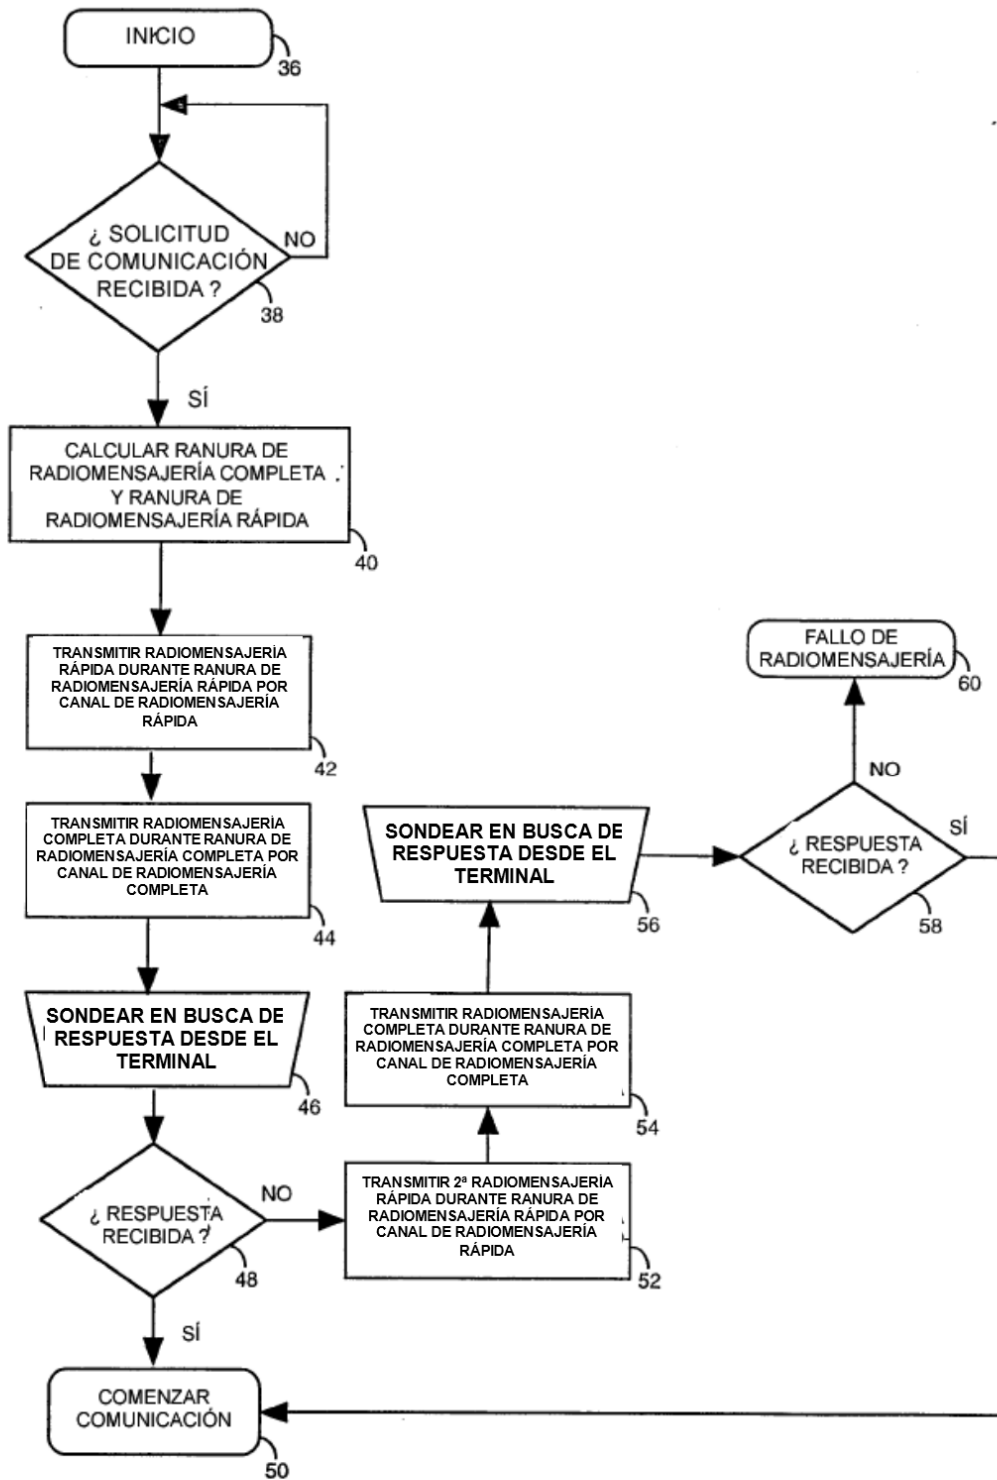 INICIO
36
¿ SOLICITUD
DE COMUNICACIÓN
RECIBIDA ?
NO
38
SÍ
CALCULAR RANURA DE
RADIOMENSAJERÍA COMPLETA
Y RANURA DE
RADIOMENSAJERÍA RÁPIDA
40
TRANSMITIR RADIOMENSAJERÍA
RÁPIDA DURANTE RANURA DE
RADIOMENSAJERÍA RÁPIDA POR
CANAL DE RADIOMENSAJERÍA
RÁPIDA
42
TRANSMITIR RADIOMENSAJERÍA
COMPLETA DURANTE RANURA DE
RADIOMENSAJERÍA COMPLETA POR
CANAL DE RADIOMENSAJERÍA
COMPLETA
44
SONDEAR EN BUSCA DE
RESPUESTA DESDE EL
TERMINAL
46
¿ RESPUESTA
RECIBIDA ?
NO
48
SÍ
COMENZAR
COMUNICACIÓN
50
TRANSMITIR 2ª RADIOMENSAJERÍA
RÁPIDA DURANTE RANURA DE
RADIOMENSAJERÍA RÁPIDA POR
CANAL DE RADIOMENSAJERÍA
RÁPIDA
52
TRANSMITIR RADIOMENSAJERÍA
COMPLETA DURANTE RANURA DE
RADIOMENSAJERÍA COMPLETA POR
CANAL DE RADIOMENSAJERÍA
COMPLETA
54
SONDEAR EN BUSCA DE
RESPUESTA DESDE EL
TERMINAL
56
¿ RESPUESTA
RECIBIDA ?
SÍ
58
NO
FALLO DE
RADIOMENSAJERÍA
60